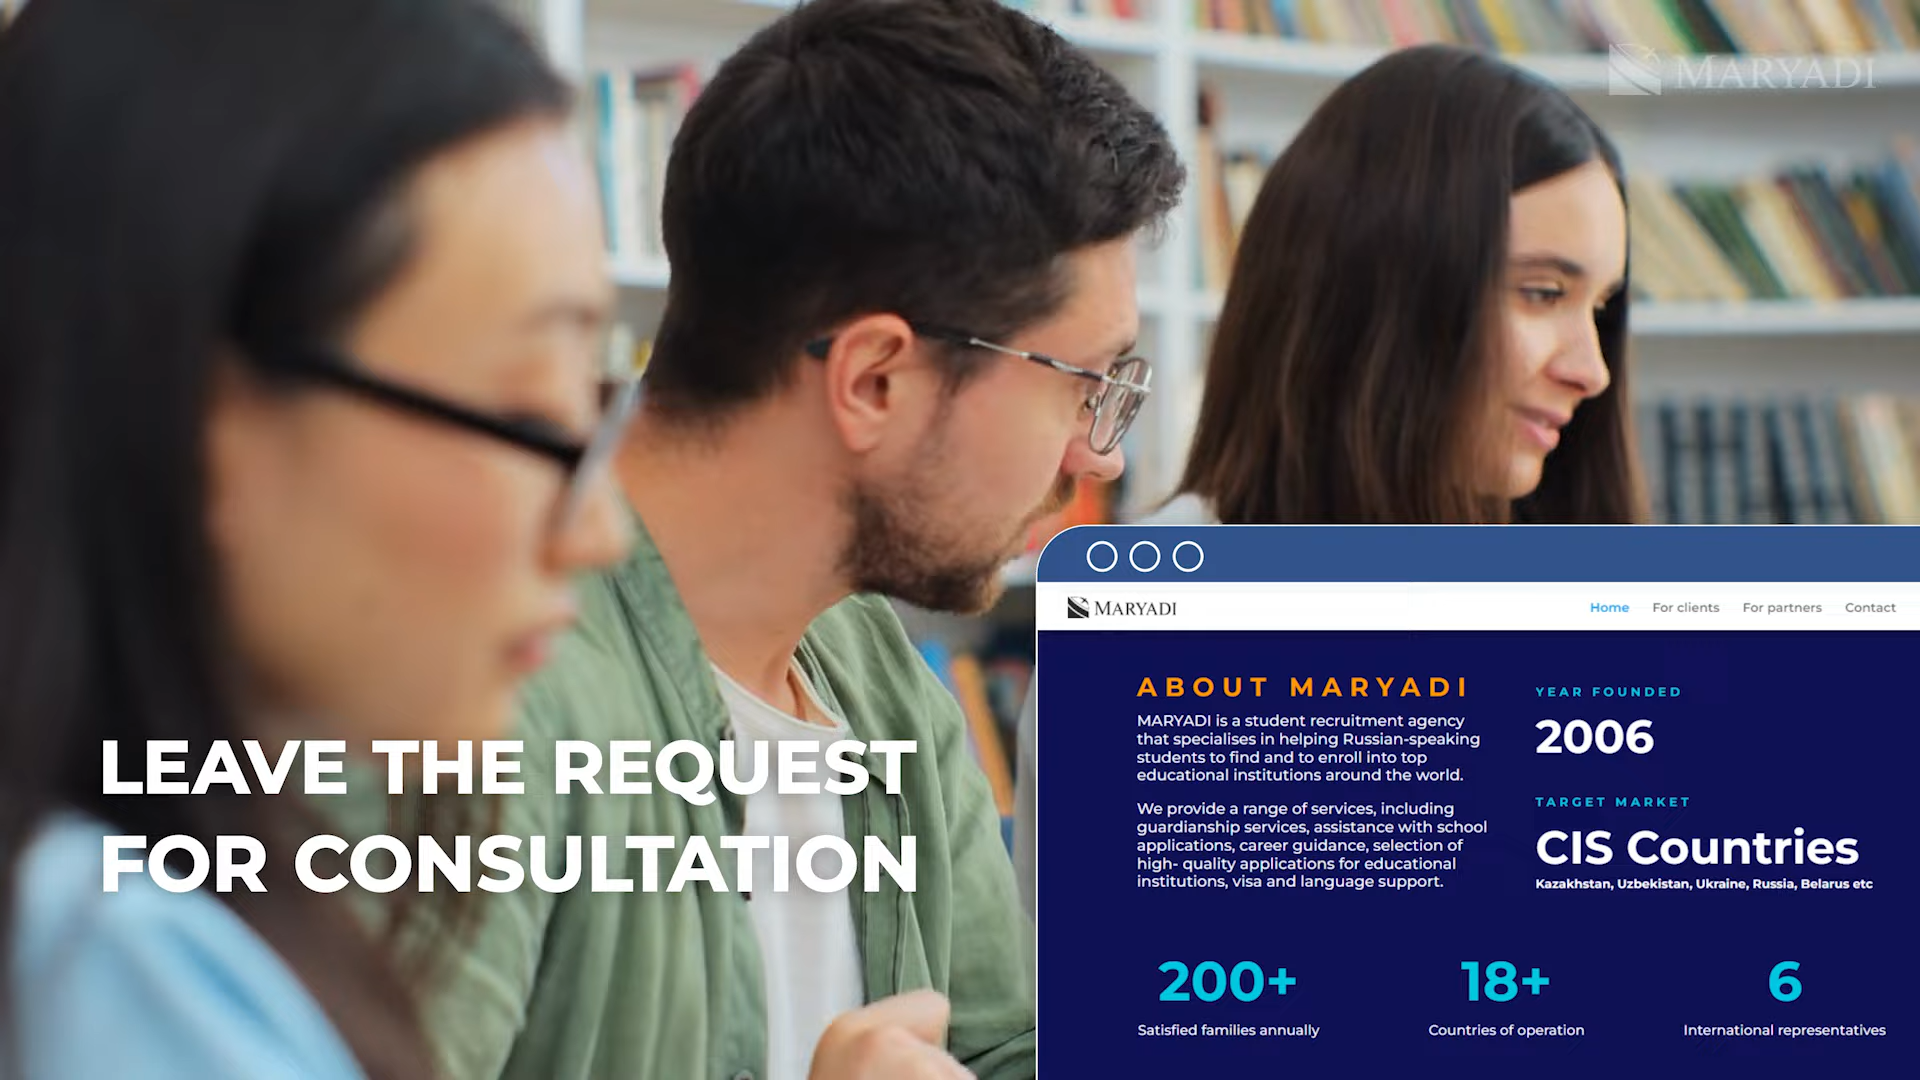 MARYADI
LEAVE THE REQUEST
FOR CONSULTATION
MARYADI
Home For clients For partners Contact
ABOUT MARYADI
MARYADI is a student recruitment agency
that specialises in helping Russian-speaking
students to find and to enroll into top
educational institutions around the world.
We provide a range of services, including
guardianship services, assistance with school
applications, career guidance, selection of
high- quality applications for educational
institutions, visa and language support.
YEAR FOUNDED
2006
TARGET MARKET
CIS Countries
Kazakhstan, Uzbekistan, Ukraine, Russia, Belarus etc
200+
Satisfied families annually
18+
Countries of operation
6
International representatives